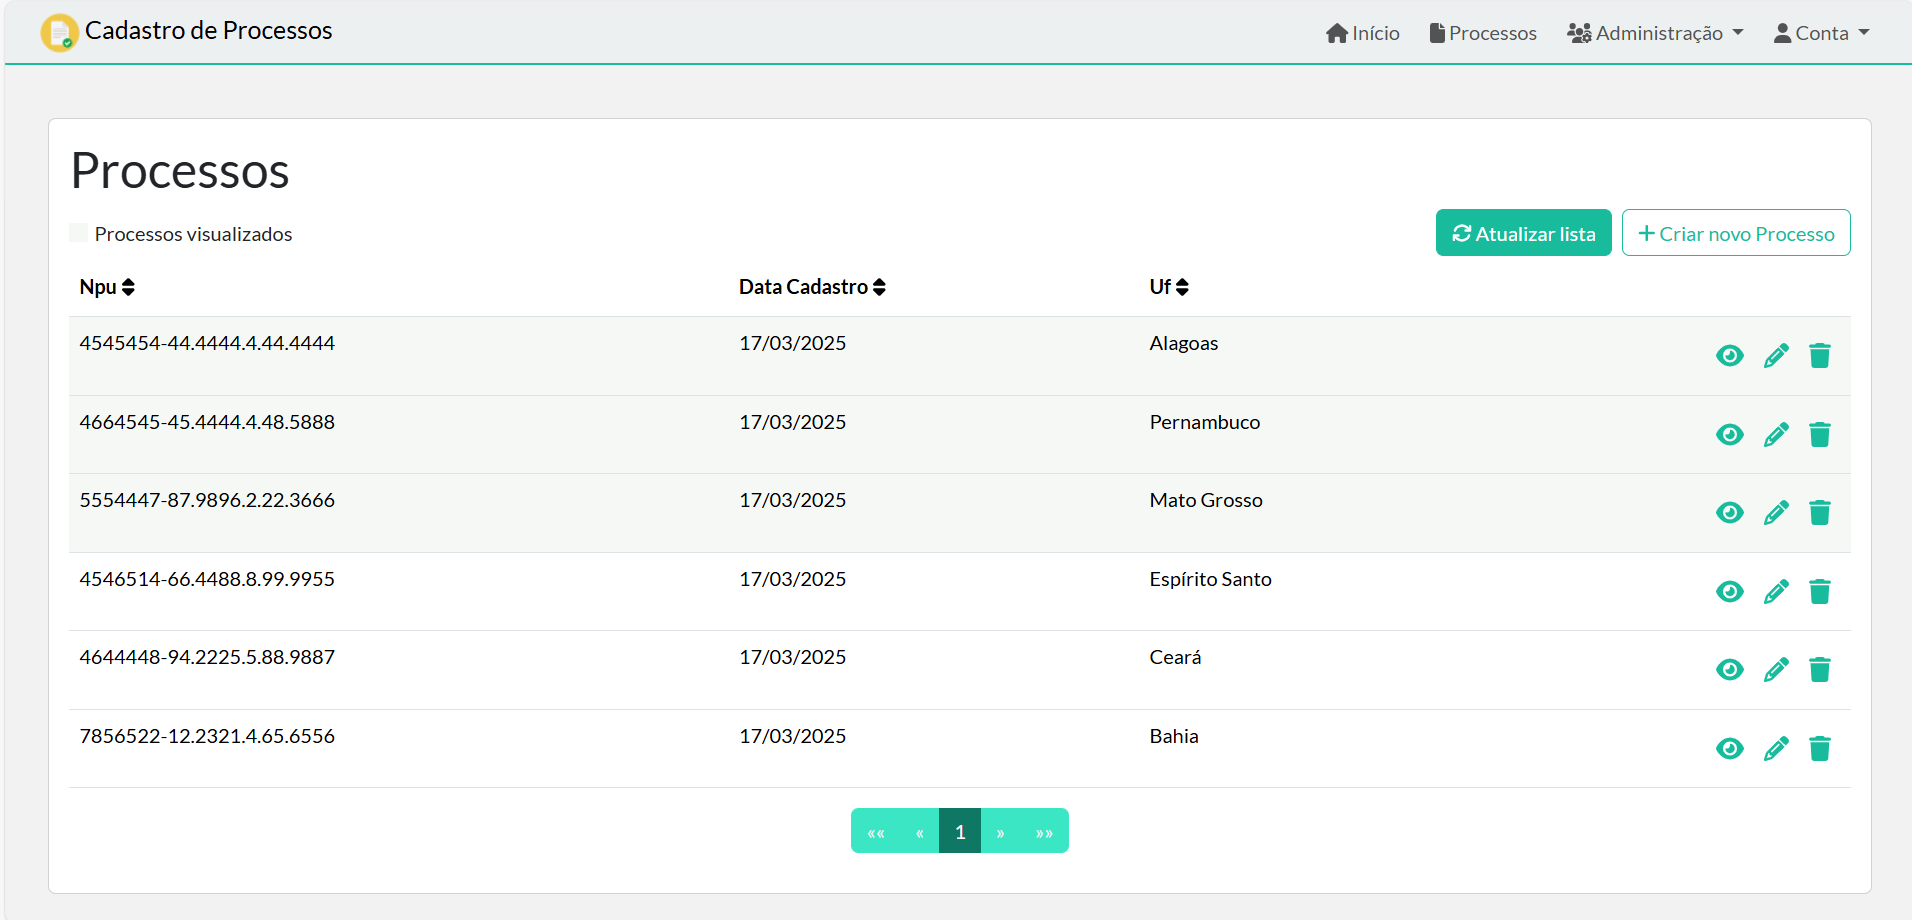 Cadastro de Processos
Início Processos Administração Conta
Processos
Processos visualizados
Atualizar lista + Criar novo Processo
Npu Data Cadastro Uf
4545454-44.4444.4.44.4444 17/03/2025 Alagoas
4664545-45.4444.4.48.5888 17/03/2025 Pernambuco
5554447-87.9896.2.22.3666 17/03/2025 Mato Grosso
4546514-66.4488.8.99.9955 17/03/2025 Espírito Santo
4644448-94.2225.5.88.9887 17/03/2025 Ceará
7856522-12.2321.4.65.6556 17/03/2025 Bahia
«« « 1 » »»